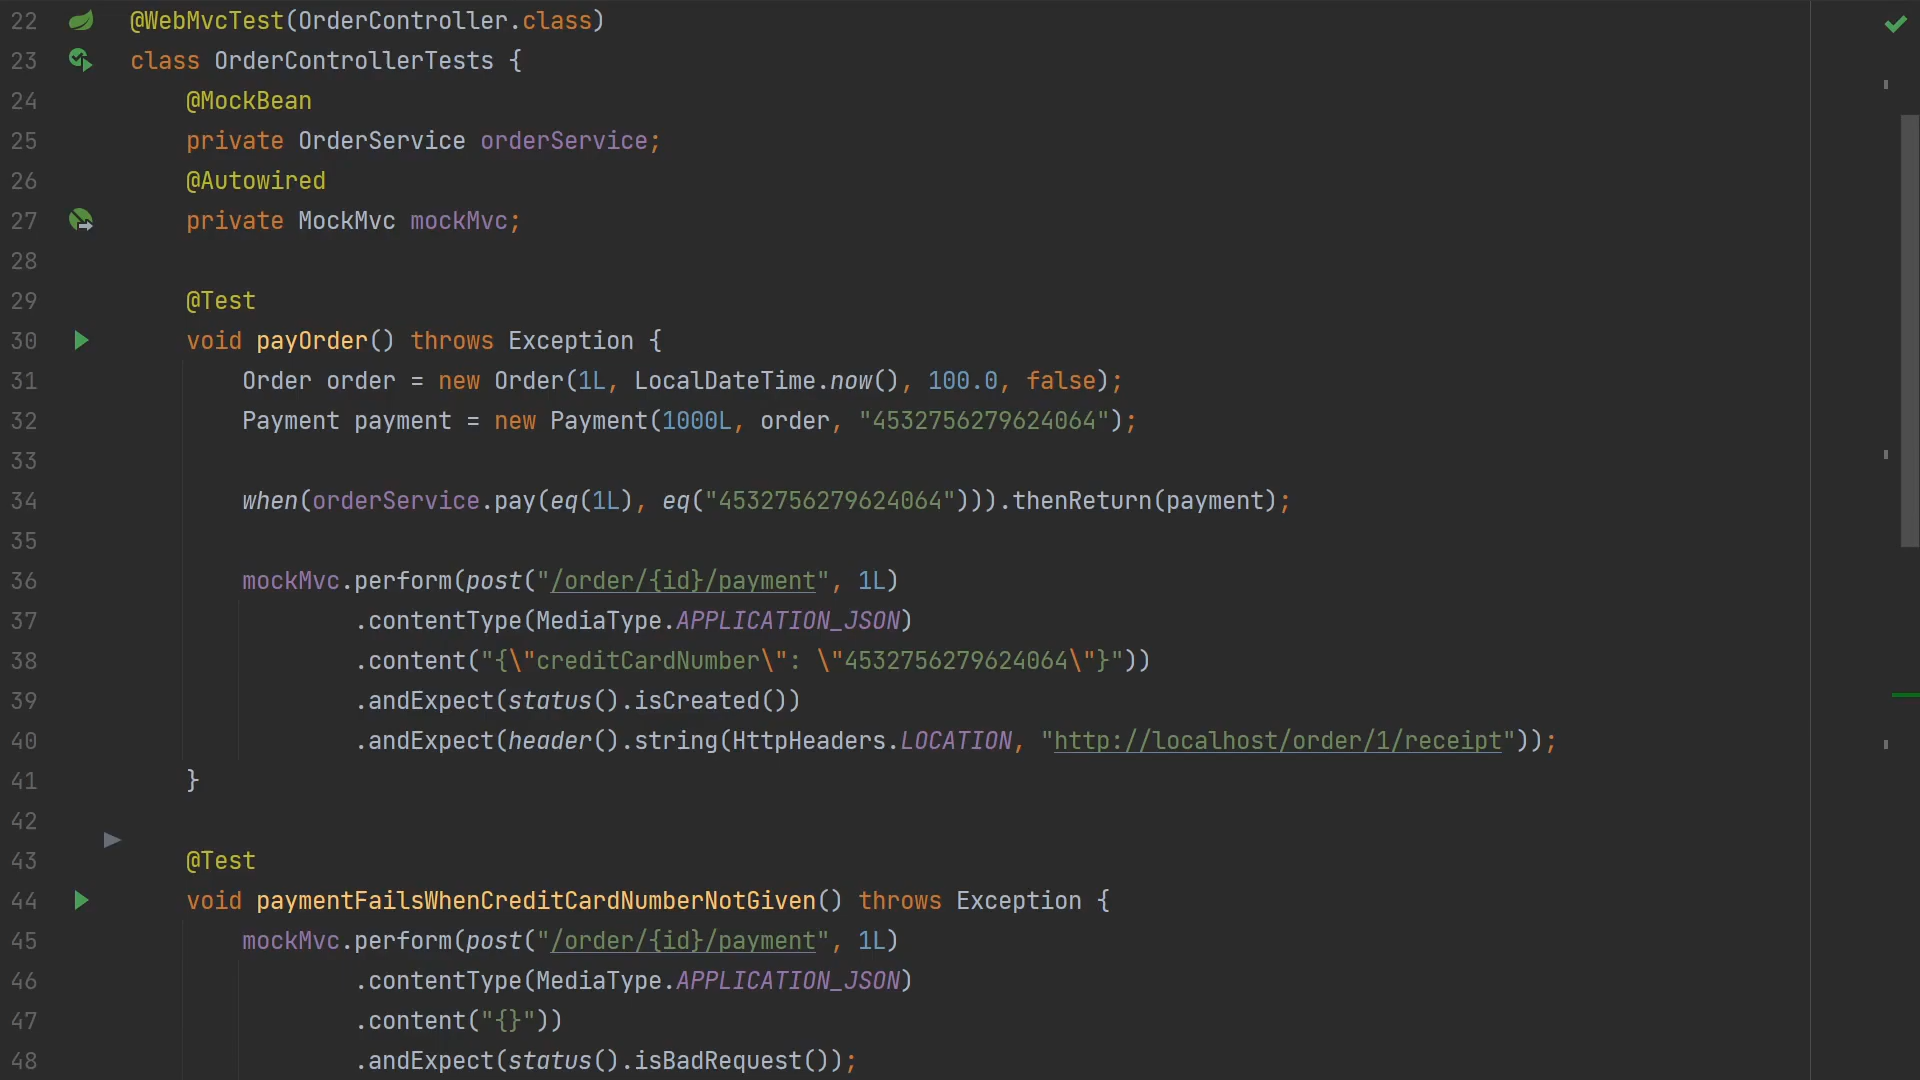 22 @WebMvcTest(OrderController.class)
23 class OrderControllerTests {
24 @MockBean
25 private OrderService orderService;
26 @Autowired
27 private MockMvc mockMvc;
28
29 @Test
30 void payOrder() throws Exception {
31 Order order = new Order(1L, LocalDateTime.now(), 100.0, false);
32 Payment payment = new Payment(1000L, order, "4532756279624064");
33
34 when(orderService.pay(eq(1L), eq("4532756279624064"))).thenReturn(payment);
35
36 mockMvc.perform(post("/order/{id}/payment", 1L)
37 .contentType(MediaType.APPLICATION_JSON)
38 .content("{\"creditCardNumber\": \"4532756279624064\"}"))
39 .andExpect(status().isCreated())
40 .andExpect(header().string(HttpHeaders.LOCATION, "http://localhost/order/1/receipt"));
41 }
42
43 @Test
44 void paymentFailsWhenCreditCardNumberNotGiven() throws Exception {
45 mockMvc.perform(post("/order/{id}/payment", 1L)
46 .contentType(MediaType.APPLICATION_JSON)
47 .content("{}"))
48 .andExpect(status().isBadRequest());